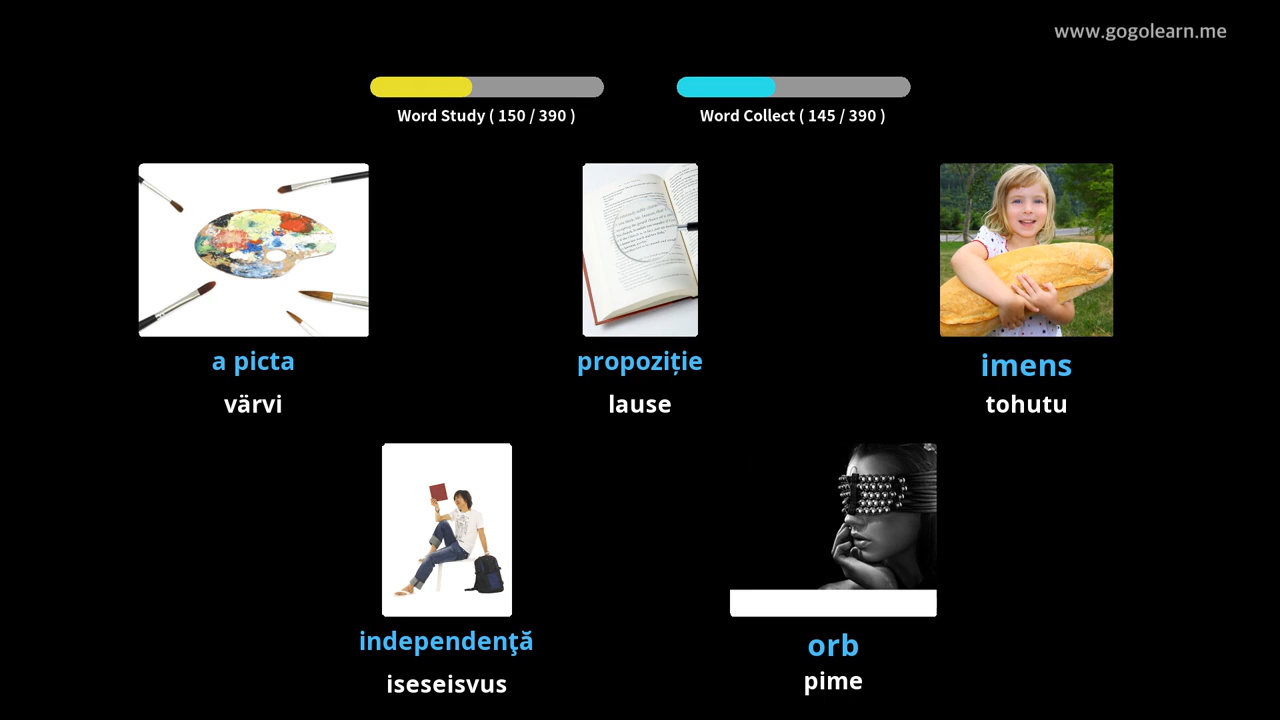 www.gogolearn.me
Word Study ( 150 / 390 )
Word Collect ( 145 / 390 )
a picta
värvi
propoziție
lause
imens
tohutu
independenţă
iseseisvus
orb
pime